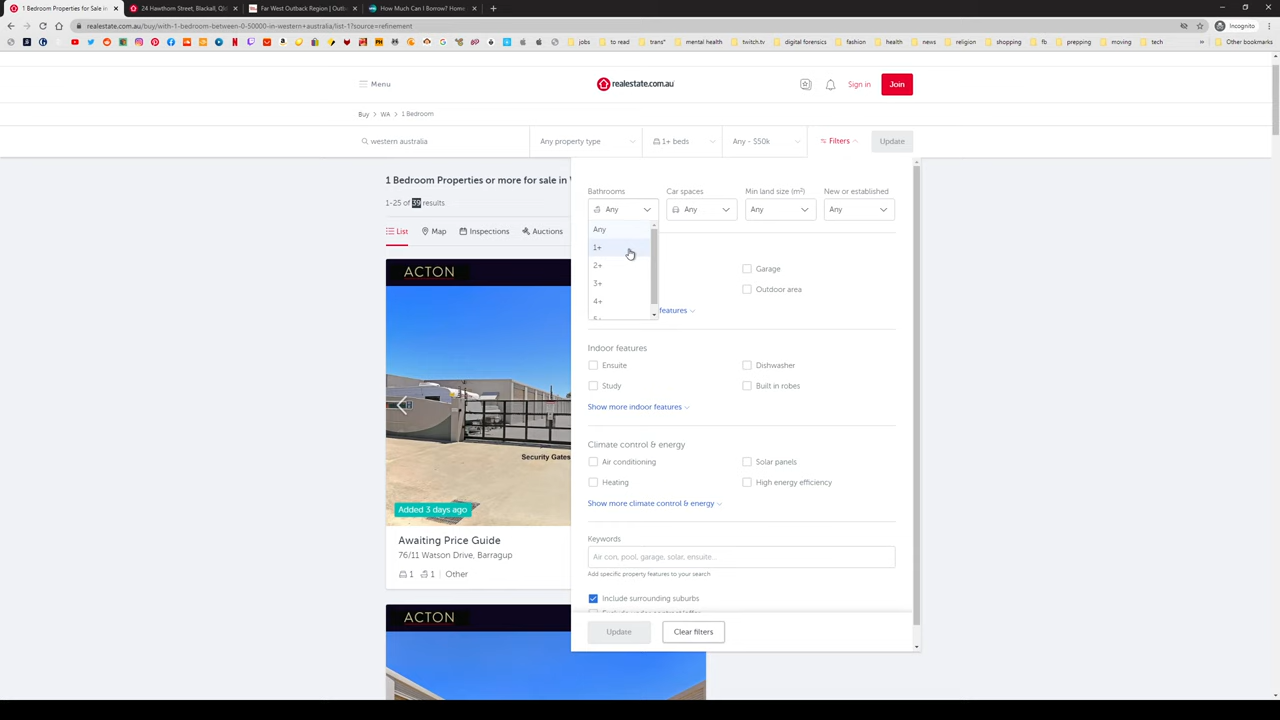 1 Bedroom Properties for Sale in
24 Hawthorn Street, Blackall, Qld
Far West Outback Region | Outb
How Much Can I Borrow? Home
realestate.com.au/buy/with-1-bedroom-between-0-50000-in-western+australia/list-1?source=refinement
Incognito
jobs
to read
trans*
mental health
twitch.tv
digital forensics
fashion
health
news
religion
shopping
fb
prepping
moving
tech
»
Other bookmarks
Menu
realestate.com.au
Sign in
Join
Buy > WA > 1 Bedroom
western australia
Any property type
1+ beds
Any - $50k
Filters
Update
1 Bedroom Properties or more for sale in
1-25 of 39 results
List
Map
Inspections
Auctions
Bathrooms
Car spaces
Min land size (m²)
New or established
Any
Any
Any
Any
Any
1+
2+
3+
4+
5+
Garage
Outdoor area
features
Indoor features
Ensuite
Dishwasher
Study
Built in robes
Show more indoor features
Climate control & energy
Air conditioning
Solar panels
Heating
High energy efficiency
Show more climate control & energy
Keywords
Air con, pool, garage, solar, ensuite...
Add specific property features to your search
Include surrounding suburbs
Update
Clear filters
ACTON
Security Gates
Added 3 days ago
Awaiting Price Guide
76/11 Watson Drive, Barragup
1
1
Other
ACTON